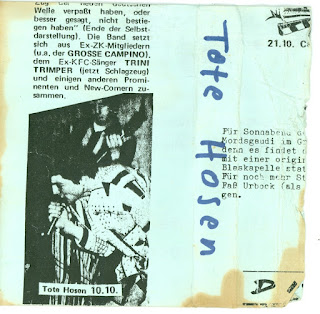 Zug die neuen deutschen
Welle verpaßt haben, oder
besser gesagt, nicht bestie-
gen haben" (Ende der Selbst-
darstellung). Die Band setzt
sich aus Ex-ZK-Mitgliedern
(u.a. der GROSSE CAMPINO),
dem Ex-KFC-Sänger TRINI
TRIMPER (jetzt Schlagzeug)
und einigen anderen Promi-
nenten und New-Comern zu-
sammen.
Tote Hosen 10.10.
Tote Hosen
21.10.
Für Sonnabend
Mordsgaudi im
denn es findet
mit einer origin
Blaskapelle stat
Für noch mehr St
Faß Urbock (als
gen.